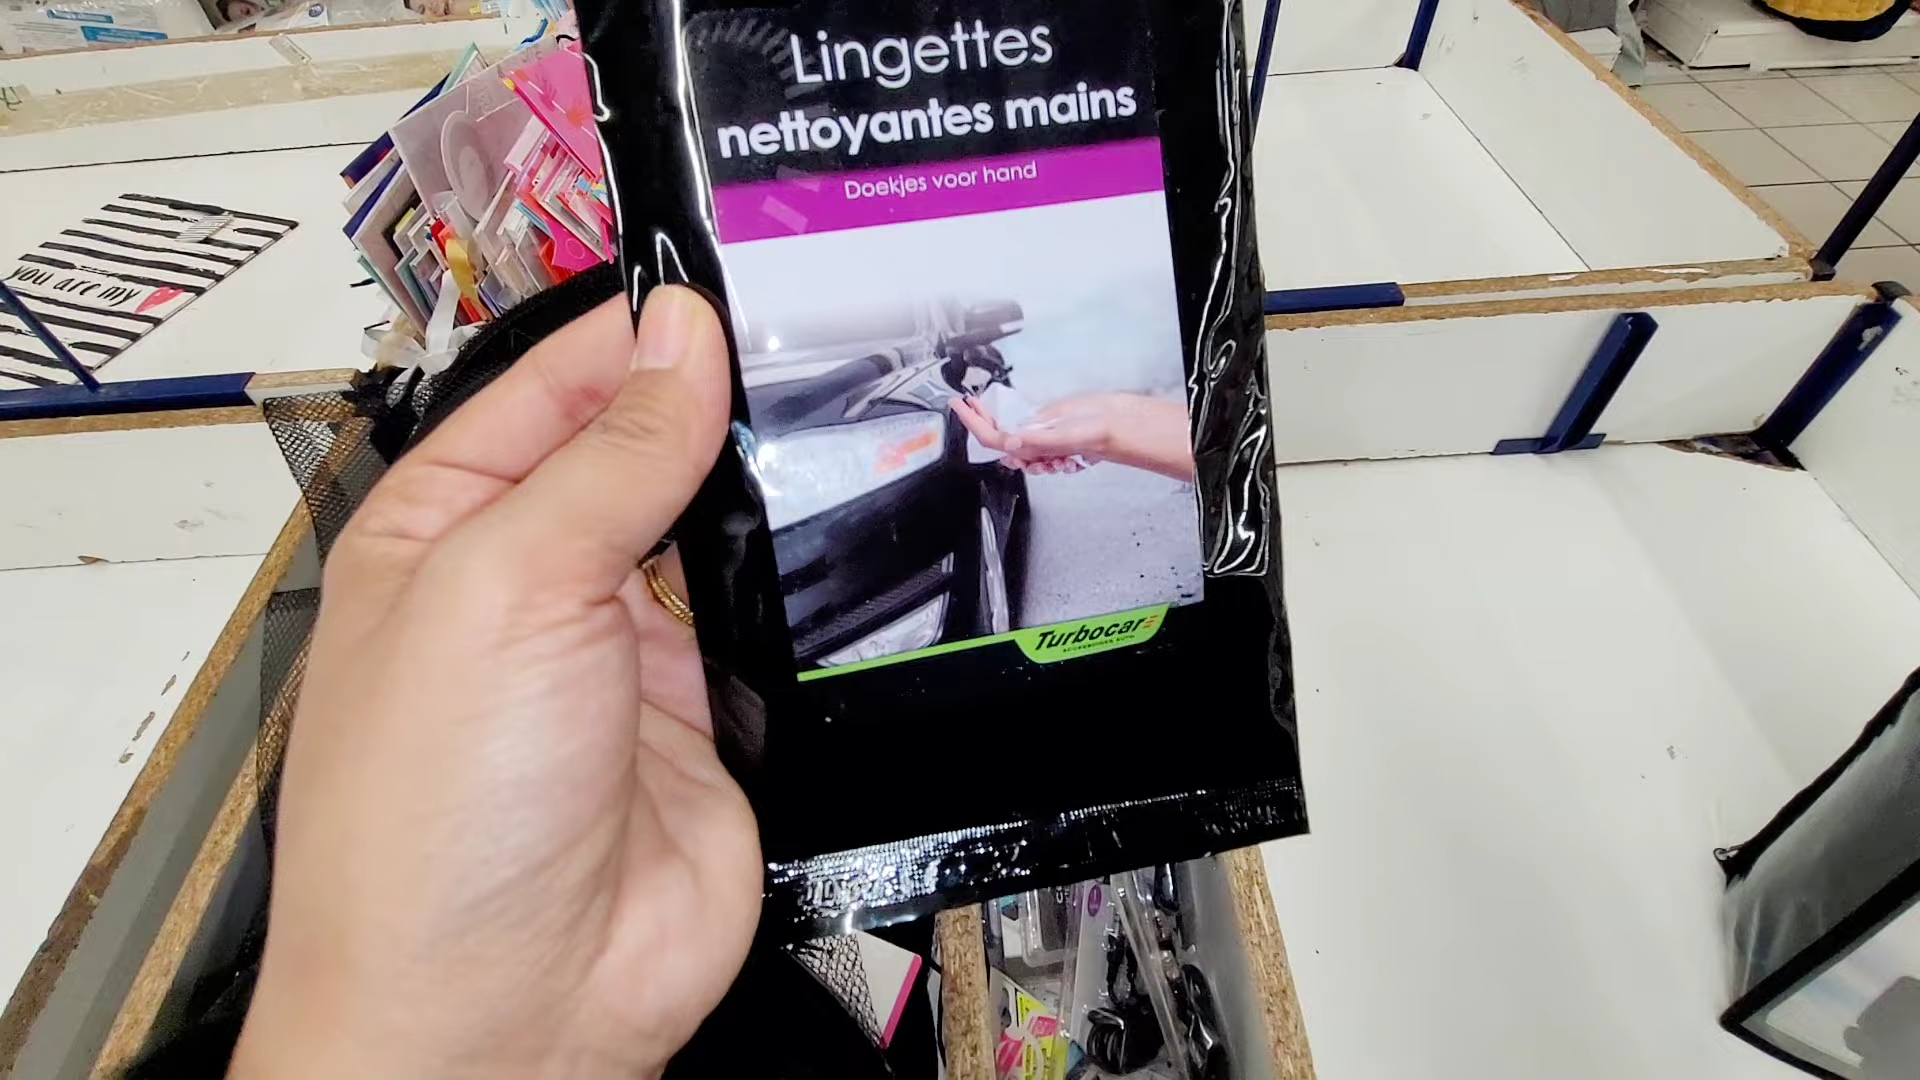 Lingettes
nettoyantes mains
Doekjes voor hand
Turbocar
you are my